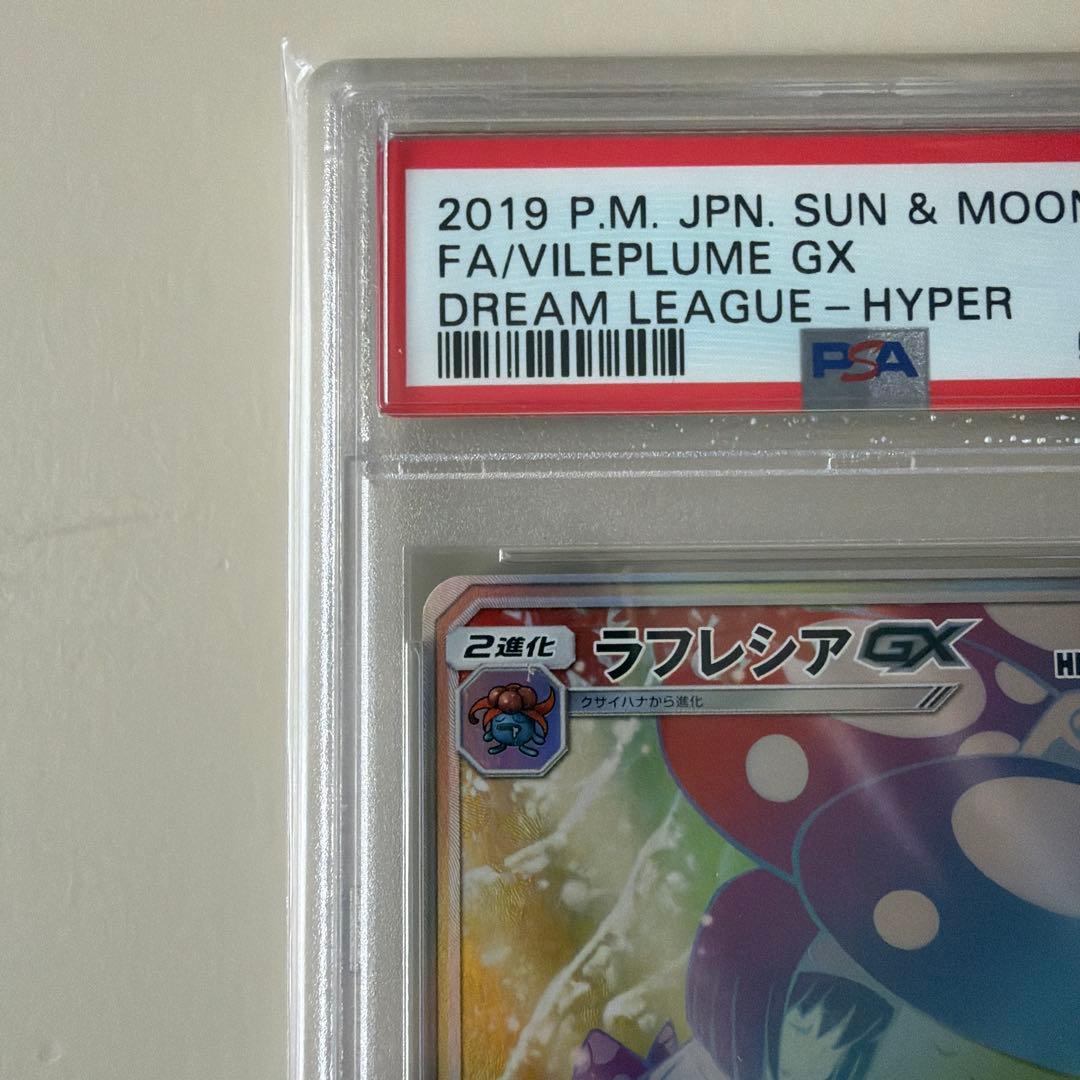 2019 P.M. JPN. SUN & MOON
FA/VILEPLUME GX
DREAM LEAGUE – HYPER
PSA
2進化
ラフレシアGX
クサイハナから進化